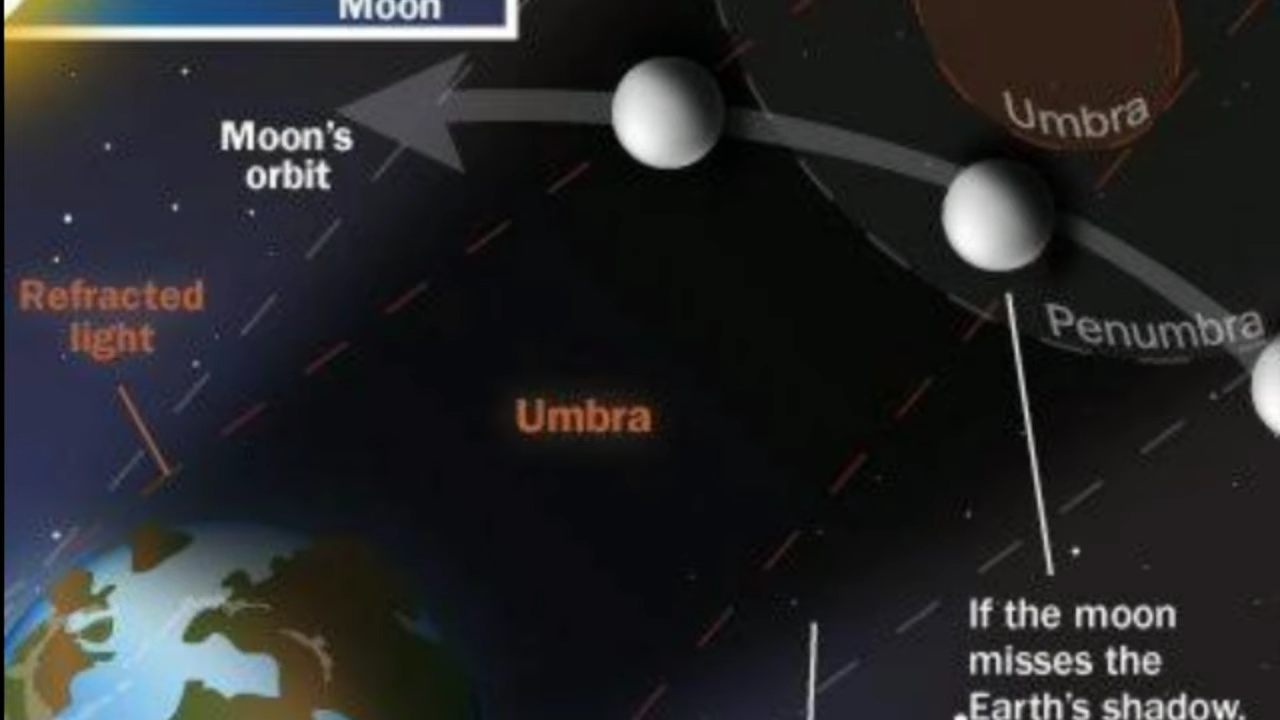 Moon
Umbra
Moon's
orbit
Refracted
light
Penumbra
Umbra
If the moon
misses the
Earth's shadow,